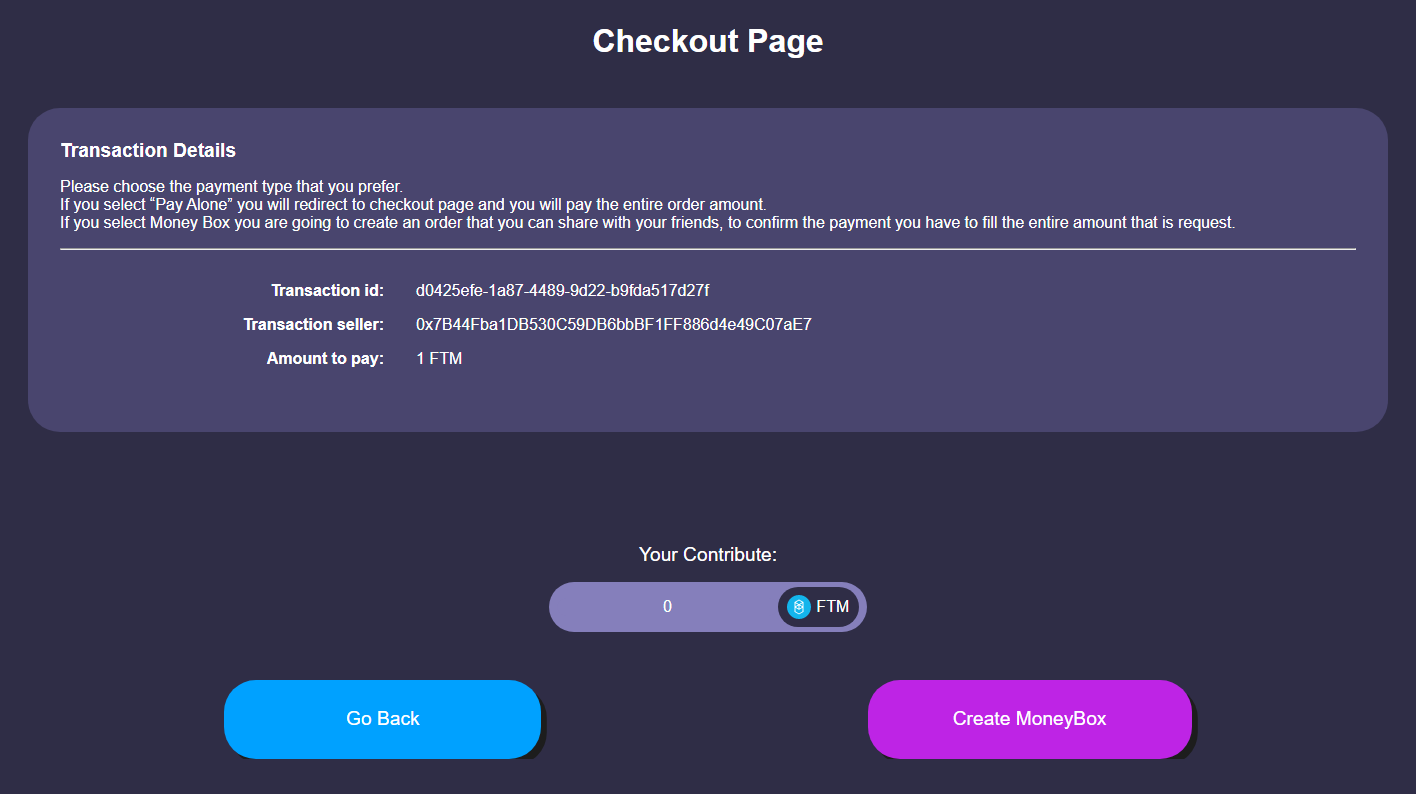 Checkout Page
Transaction Details
Please choose the payment type that you prefer.
If you select “Pay Alone” you will redirect to checkout page and you will pay the entire order amount.
If you select Money Box you are going to create an order that you can share with your friends, to confirm the payment you have to fill the entire amount that is request.
Transaction id: d0425efe-1a87-4489-9d22-b9fda517d27f
Transaction seller: 0x7B44Fba1DB530C59DB6bbBF1FF886d4e49C07aE7
Amount to pay: 1 FTM
Your Contribute:
0 FTM
Go Back Create MoneyBox